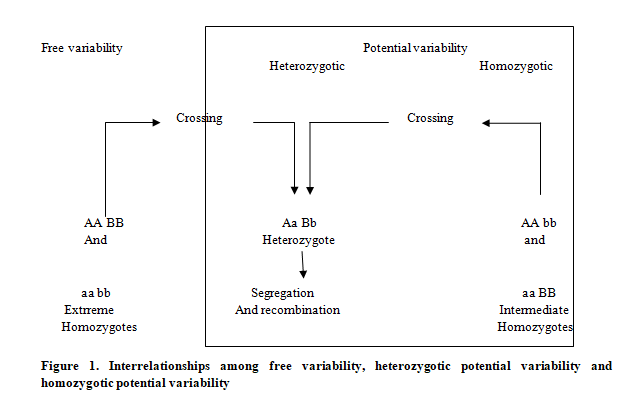 Free variability
Potential variability
Heterozygotic
Homozygotic
Crossing
Crossing
AA BB
And
Aa Bb
Heterozygote
AA bb
and
aa bb
Extrreme
Homozygotes
Segregation
And recombination
aa BB
Intermediate
Homozygotes
Figure 1. Interrelationships among free variability, heterozygotic potential variability and
homozygotic potential variability